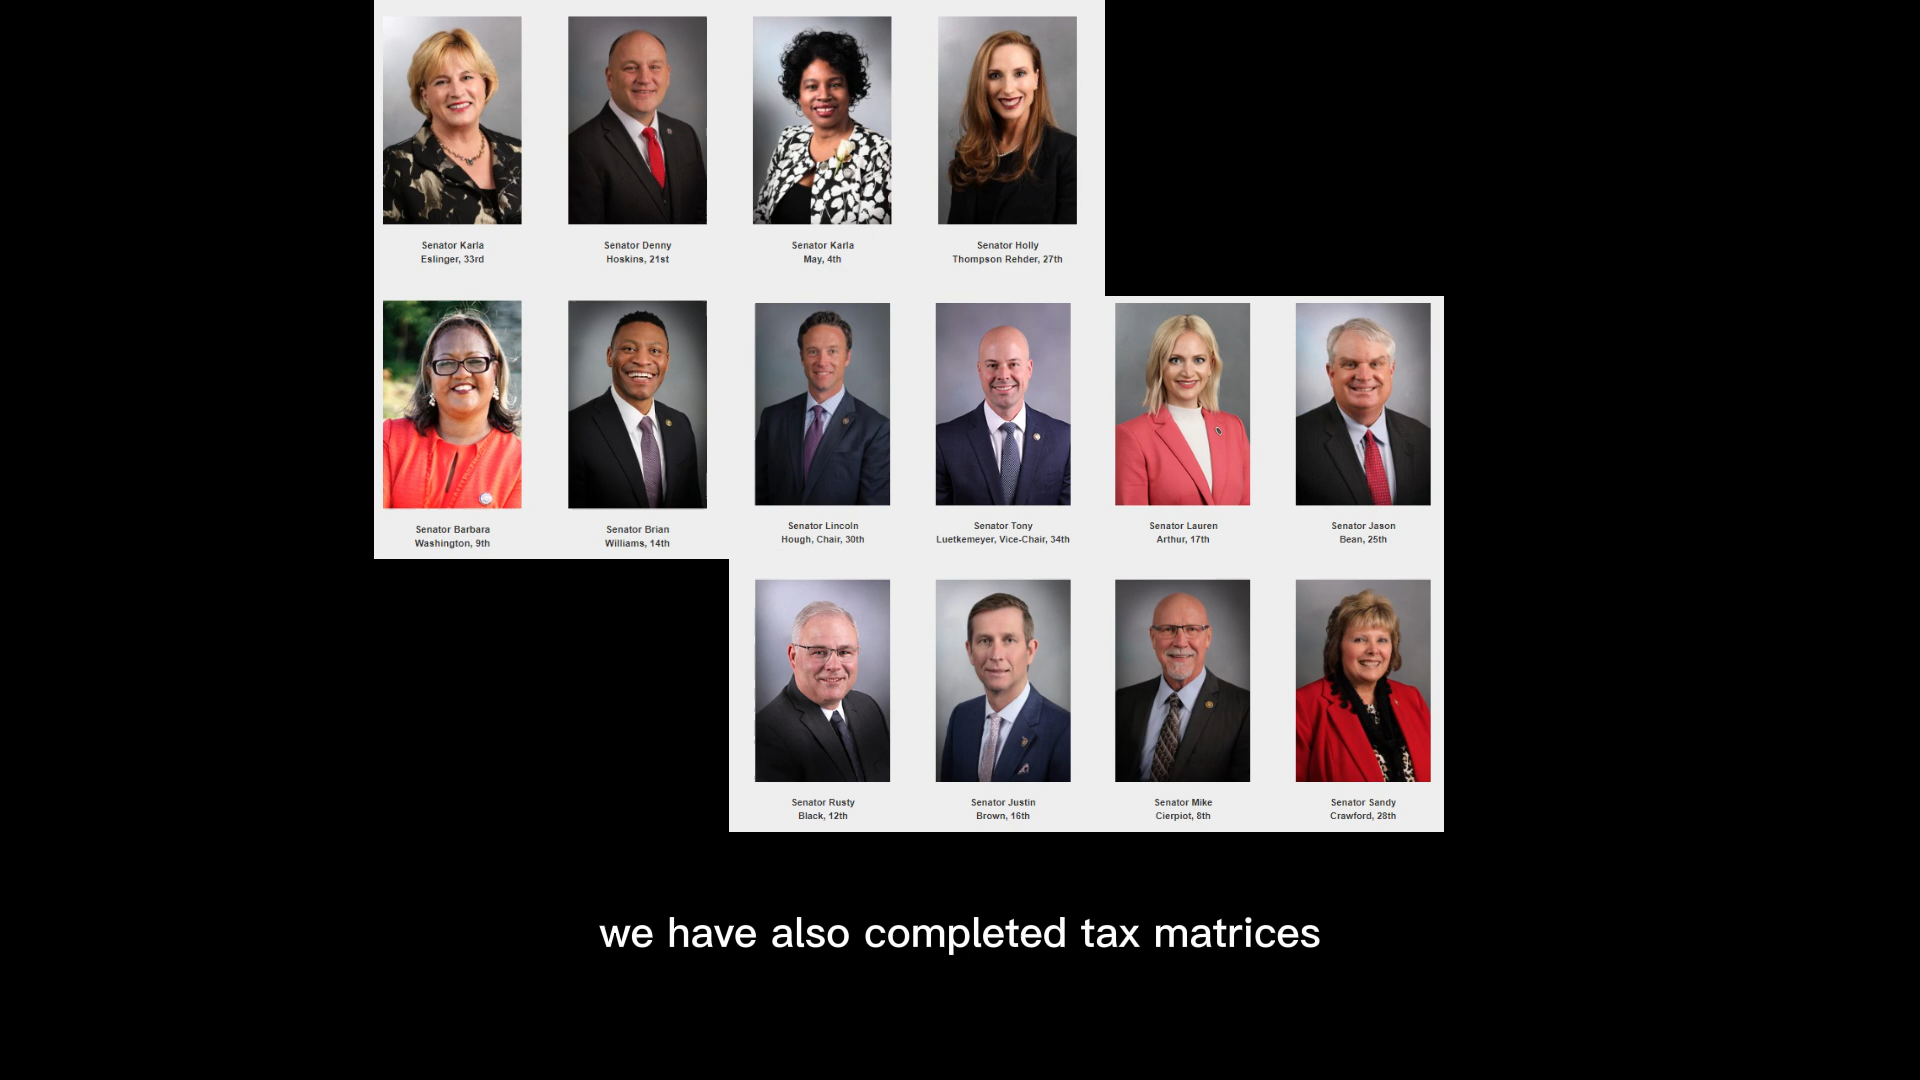 Senator Karla
Eslinger, 33rd
Senator Denny
Hoskins, 21st
Senator Karla
May, 4th
Senator Holly
Thompson Rehder, 27th
Senator Barbara
Washington, 9th
Senator Brian
Williams, 14th
Senator Lincoln
Hough, Chair, 30th
Senator Tony
Luetkemeyer, Vice-Chair, 34th
Senator Lauren
Arthur, 17th
Senator Jason
Bean, 25th
Senator Rusty
Black, 12th
Senator Justin
Brown, 16th
Senator Mike
Cierpiot, 8th
Senator Sandy
Crawford, 28th
we have also completed tax matrices